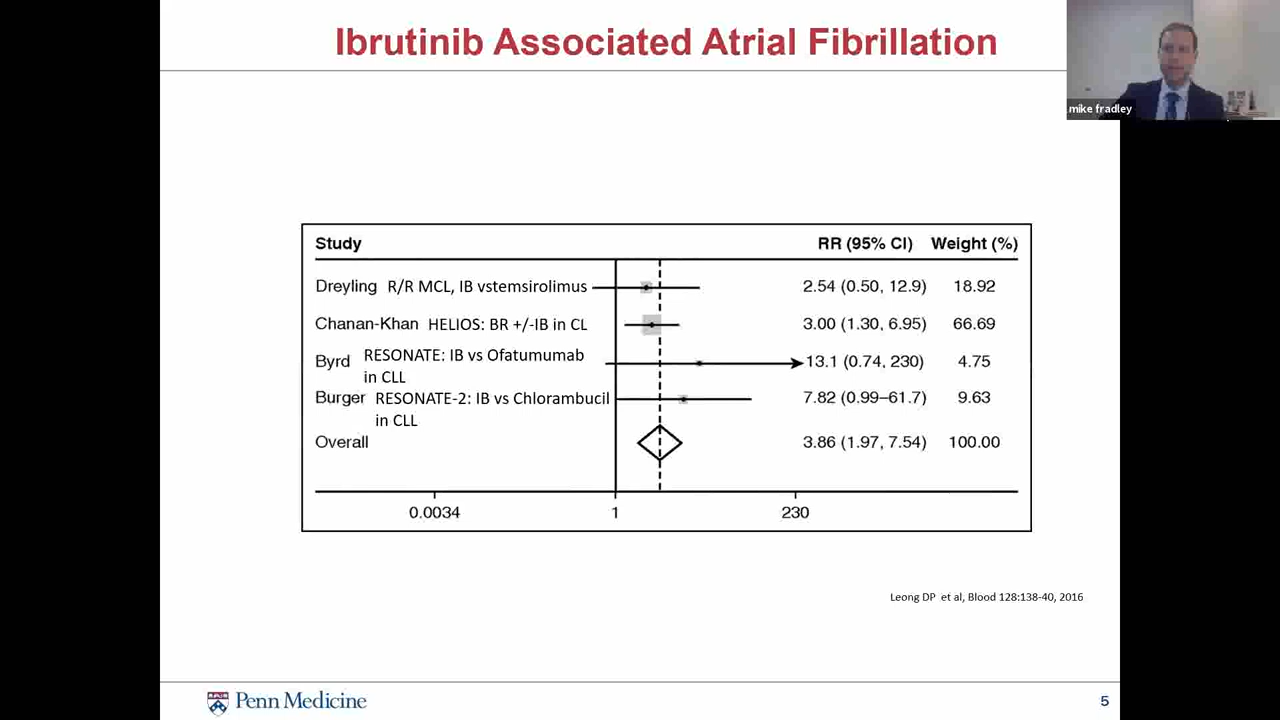 Ibrutinib Associated Atrial Fibrillation
mike fradley
Study RR (95% CI) Weight (%)
Dreyling R/R MCL, IB vstemsirolimus 2.54 (0.50, 12.9) 18.92
Chanan-Khan HELIOS: BR +/-IB in CL 3.00 (1.30, 6.95) 66.69
Byrd RESONATE: IB vs Ofatumumab 13.1 (0.74, 230) 4.75
in CLL
Burger RESONATE-2: IB vs Chlorambucil 7.82 (0.99–61.7) 9.63
in CLL
Overall 3.86 (1.97, 7.54) 100.00
0.0034 1 230
Leong DP et al, Blood 128:138-40, 2016
Penn Medicine 5